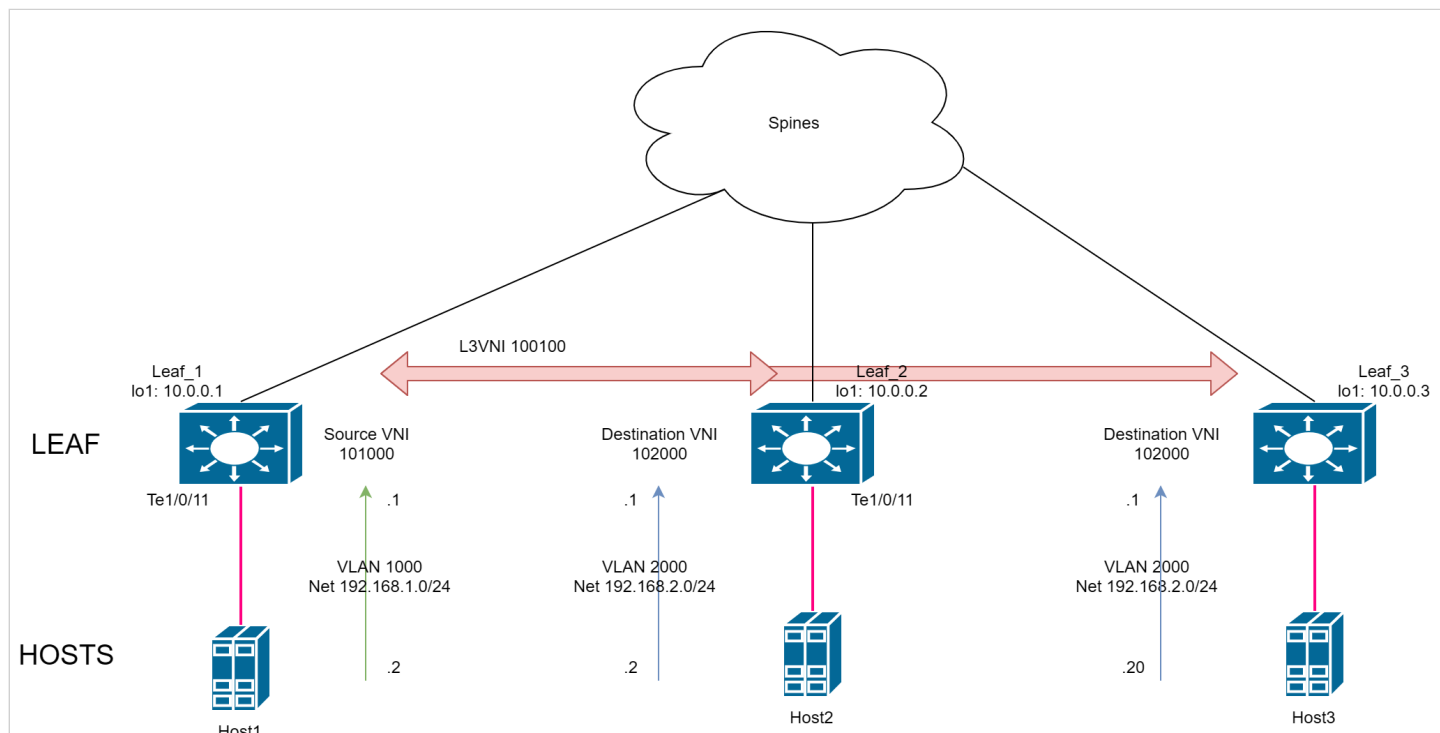 Spines
L3VNI 100100
Leaf_1
lo1: 10.0.0.1
Leaf_2
lo1: 10.0.0.2
Leaf_3
lo1: 10.0.0.3
LEAF
Source VNI
101000
Destination VNI
102000
Destination VNI
102000
Te1/0/11
.1
.1
Te1/0/11
.1
VLAN 1000
Net 192.168.1.0/24
VLAN 2000
Net 192.168.2.0/24
VLAN 2000
Net 192.168.2.0/24
HOSTS
.2
.2
.20
Host1
Host2
Host3